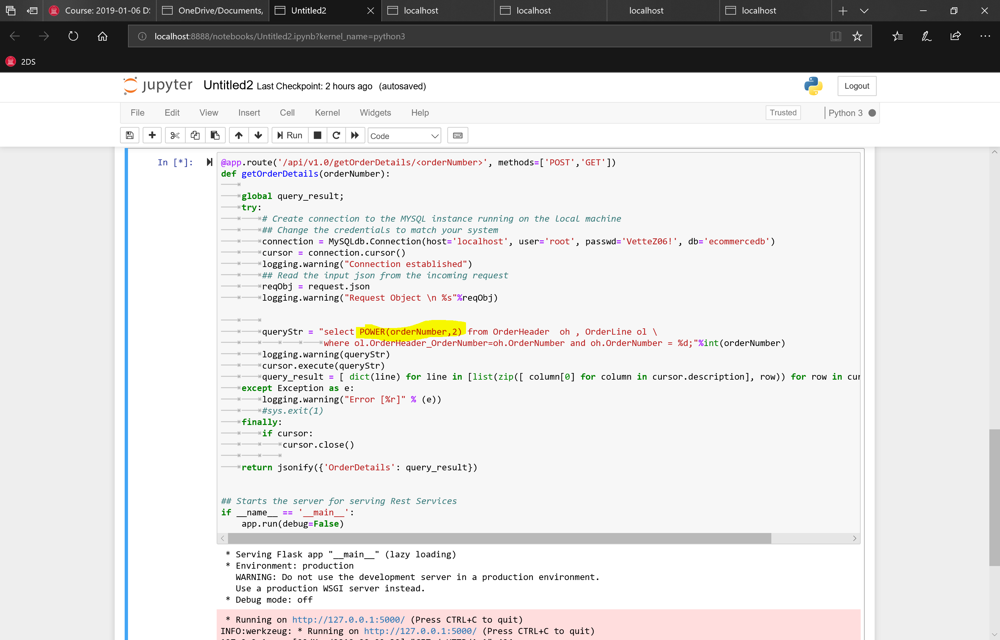 Course: 2019-01-06 D
OneDrive/Documents,
Untitled2
localhost
localhost
localhost
localhost
localhost:8888/notebooks/Untitled2.ipynb?kernel_name=python3
2DS
jupyter Untitled2 Last Checkpoint: 2 hours ago (autosaved)
Logout
File Edit View Insert Cell Kernel Widgets Help
Trusted
Python 3
Run
Code
In [*]:
@app.route('/api/v1.0/getOrderDetails/<orderNumber>', methods=['POST','GET'])
def getOrderDetails(orderNumber):
global query_result;
try:
# Create connection to the MYSQL instance running on the local machine
## Change the credentials to match your system
connection = MySQLdb.Connection(host='localhost', user='root', passwd='VetteZ06!', db='ecommercedb')
cursor = connection.cursor()
logging.warning("Connection established")
## Read the input json from the incoming request
reqObj = request.json
logging.warning("Request Object \n %s"%reqObj)
queryStr = "select POWER(orderNumber,2) from OrderHeader  oh , OrderLine ol \
where ol.OrderHeader_OrderNumber=oh.OrderNumber and oh.OrderNumber = %d;"%int(orderNumber)
logging.warning(queryStr)
cursor.execute(queryStr)
query_result = [ dict(line) for line in [list(zip([ column[0] for column in cursor.description], row)) for row in cur
except Exception as e:
logging.warning("Error [%r]" % (e))
#sys.exit(1)
finally:
if cursor:
cursor.close()
return jsonify({'OrderDetails': query_result})
## Starts the server for serving Rest Services
if __name__ == '__main__':
app.run(debug=False)
* Serving Flask app "__main__" (lazy loading)
* Environment: production
WARNING: Do not use the development server in a production environment.
Use a production WSGI server instead.
* Debug mode: off
* Running on http://127.0.0.1:5000/ (Press CTRL+C to quit)
INFO:werkzeug: * Running on http://127.0.0.1:5000/ (Press CTRL+C to quit)